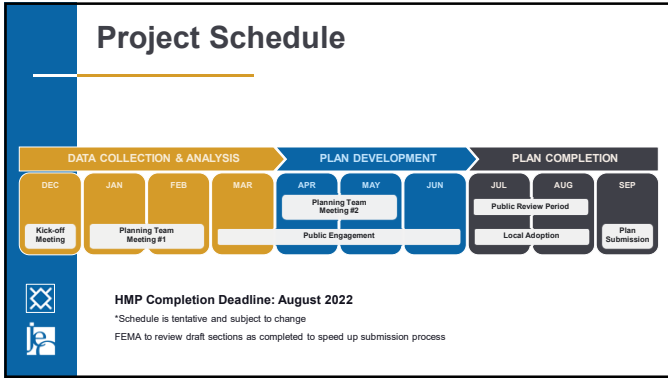 Project Schedule
DATA COLLECTION & ANALYSIS
PLAN DEVELOPMENT
PLAN COMPLETION
DEC
JAN
FEB
MAR
APR
MAY
JUN
JUL
AUG
SEP
Planning Team
Meeting #2
Public Review Period
Kick-off
Meeting
Planning Team
Meeting #1
Public Engagement
Local Adoption
Plan
Submission
HMP Completion Deadline: August 2022
*Schedule is tentative and subject to change
FEMA to review draft sections as completed to speed up submission process
jeo